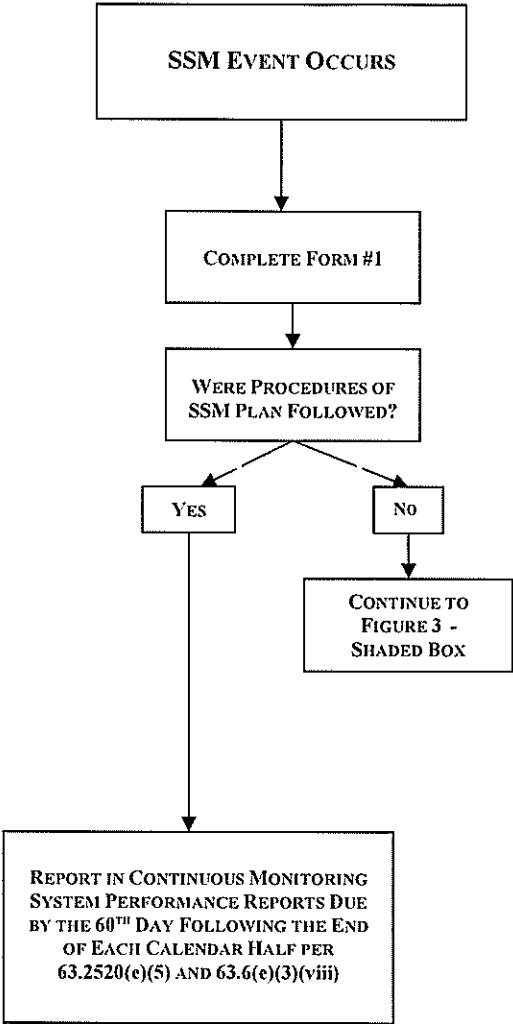 SSM EVENT OCCURS
COMPLETE FORM #1
WERE PROCEDURES OF
SSM PLAN FOLLOWED?
YES
NO
CONTINUE TO
FIGURE 3 -
SHADED BOX
REPORT IN CONTINUOUS MONITORING
SYSTEM PERFORMANCE REPORTS DUE
BY THE 60TH DAY FOLLOWING THE END
OF EACH CALENDAR HALF PER
63.2520(e)(5) AND 63.6(e)(3)(viii)